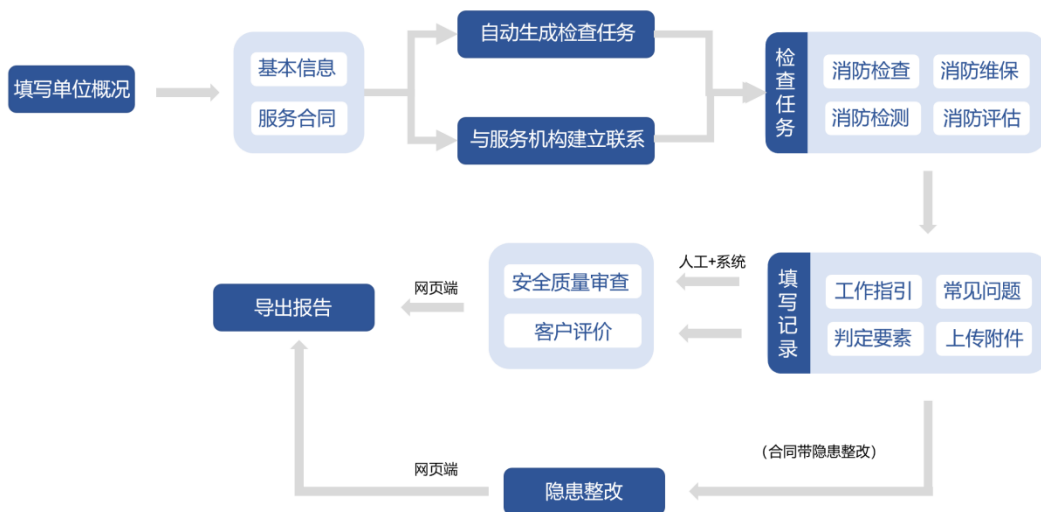 填写单位概况
基本信息
服务合同
自动生成检查任务
与服务机构建立联系
检查任务
消防检查
消防维保
消防检测
消防评估
填写记录
工作指引
常见问题
判定要素
上传附件
人工+系统
安全质量审查
客户评价
网页端
导出报告
（合同带隐患整改）
隐患整改
网页端